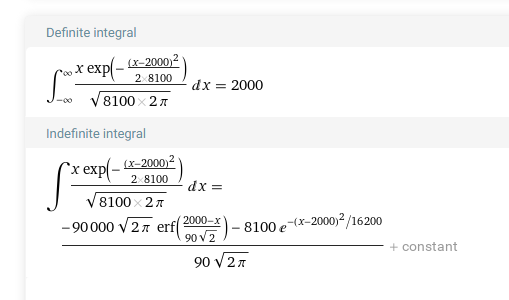 Definite integral
∫_{-∞}^{∞} x exp(-(x-2000)²/(2×8100)) / √(8100×2π) dx = 2000
Indefinite integral
∫ x exp(-(x-2000)²/(2×8100)) / √(8100×2π) dx =
(-90000 √(2π) erf((2000-x)/(90√2)) - 8100 e^(-(x-2000)²/16200)) / (90 √(2π)) + constant